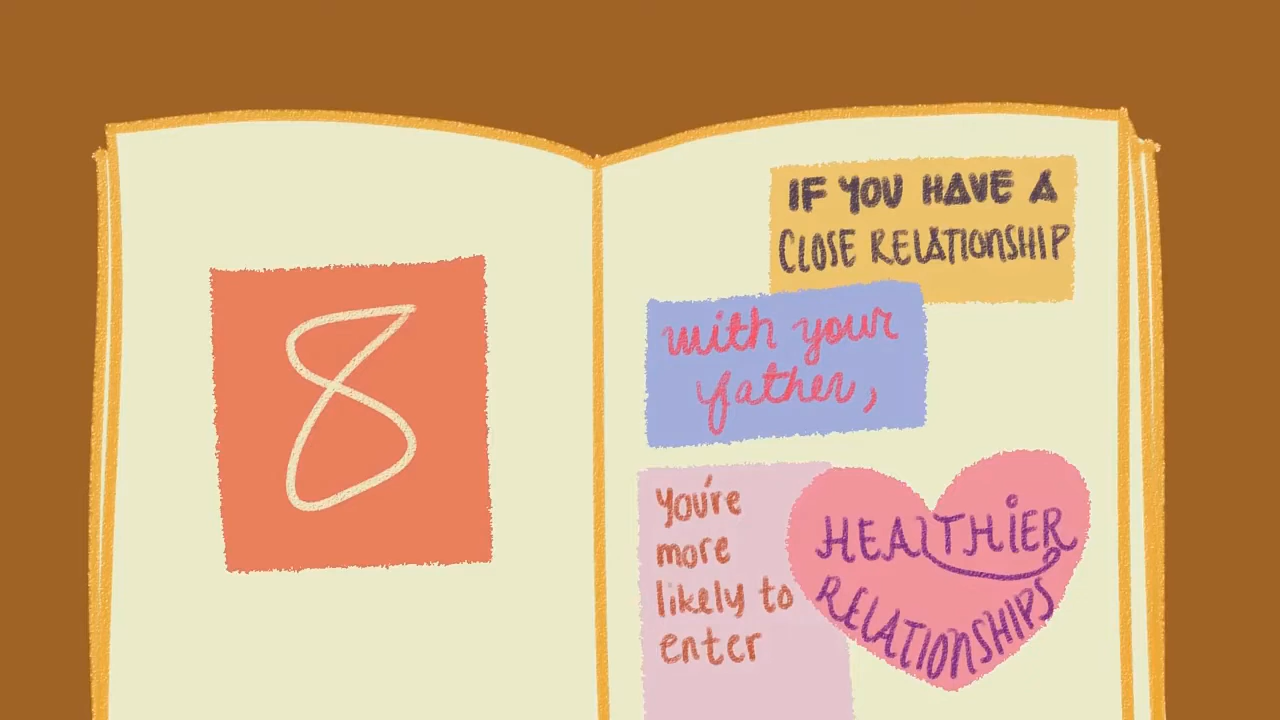 8
IF YOU HAVE A
CLOSE RELATIONSHIP
with your
father,
You're
more
likely to
enter
HEALTHiER
RELATIONSHIPS